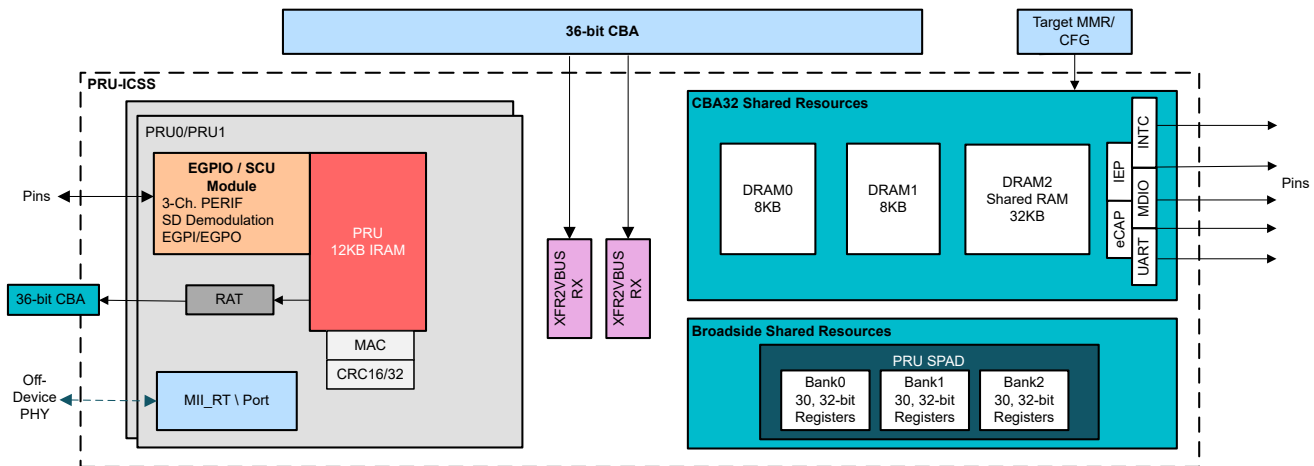 36-bit CBA
Target MMR/
CFG
PRU-ICSS
PRU0/PRU1
EGPIO / SCU
Module
3-Ch. PERIF
SD Demodulation
EGPI/EGPO
Pins
PRU
12KB IRAM
36-bit CBA
RAT
MAC
CRC16/32
Off-
Device
PHY
MII_RT \ Port
XFR2VBUS
RX
XFR2VBUS
RX
CBA32 Shared Resources
DRAM0
8KB
DRAM1
8KB
DRAM2
Shared RAM
32KB
IEP
eCAP
INTC
MDIO
UART
Pins
Broadside Shared Resources
PRU SPAD
Bank0
30, 32-bit
Registers
Bank1
30, 32-bit
Registers
Bank2
30, 32-bit
Registers